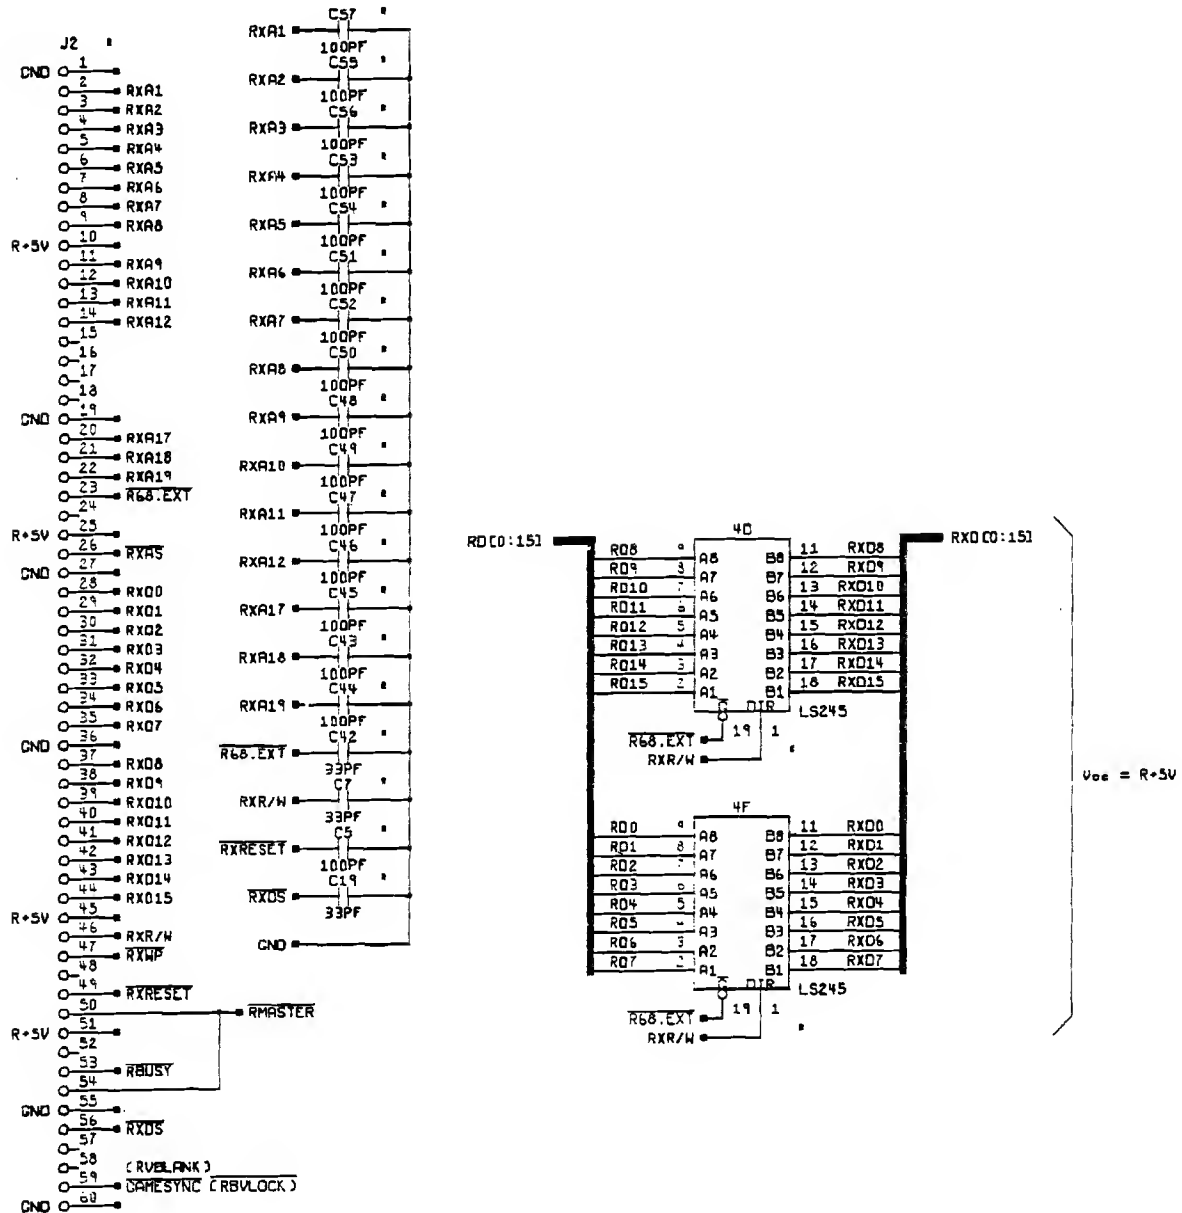 J2
GND 1
2 RXA1
3 RXA2
4 RXA3
5 RXA4
6 RXA5
7 RXA6
8 RXA7
9 RXA8
R+5V 10
11 RXA9
12 RXA10
13 RXA11
14 RXA12
15
16
17
18
GND 19
20 RXA17
21 RXA18
22 RXA19
23 R68.EXT
24
R+5V 25
26 RXAS
GND 27
28 RXD0
29 RXD1
30 RXD2
31 RXD3
32 RXD4
33 RXD5
34 RXD6
35 RXD7
GND 36
37 RXD8
38 RXD9
39 RXD10
40 RXD11
41 RXD12
42 RXD13
43 RXD14
44 RXD15
R+5V 45
46 RXR/W
47 RXWP
48
49 RXRESET
50 RMASTER
R+5V 51
52
53 RBUSY
54
GND 55
56 RXDS
57
58 (RVBLANK)
59 GAMESYNC (RBVLOCK)
GND 60
C57
RXA1
100PF
C55
RXA2
100PF
C56
RXA3
100PF
C53
RXA4
100PF
C54
RXA5
100PF
C51
RXA6
100PF
C52
RXA7
100PF
C50
RXA8
100PF
C48
RXA9
100PF
C49
RXA10
100PF
C47
RXA11
100PF
C46
RXA12
100PF
C45
RXA17
100PF
C43
RXA18
100PF
C44
RXA19
100PF
C42
R68.EXT
33PF
C7
RXR/W
33PF
C5
RXRESET
100PF
C19
RXDS
33PF
GND
4D
RD[0:15] RXD[0:15]
RD8 9 A8 B8 11 RXD8
RD9 8 A7 B7 12 RXD9
RD10 7 A6 B6 13 RXD10
RD11 6 A5 B5 14 RXD11
RD12 5 A4 B4 15 RXD12
RD13 4 A3 B3 16 RXD13
RD14 3 A2 B2 17 RXD14
RD15 2 A1 B1 18 RXD15
G DIR LS245
R68.EXT 19 1
RXR/W
Vcc = R+5V
4F
RD0 9 A8 B8 11 RXD0
RD1 8 A7 B7 12 RXD1
RD2 7 A6 B6 13 RXD2
RD3 6 A5 B5 14 RXD3
RD4 5 A4 B4 15 RXD4
RD5 4 A3 B3 16 RXD5
RD6 3 A2 B2 17 RXD6
RD7 2 A1 B1 18 RXD7
G DIR LS245
R68.EXT 19 1
RXR/W